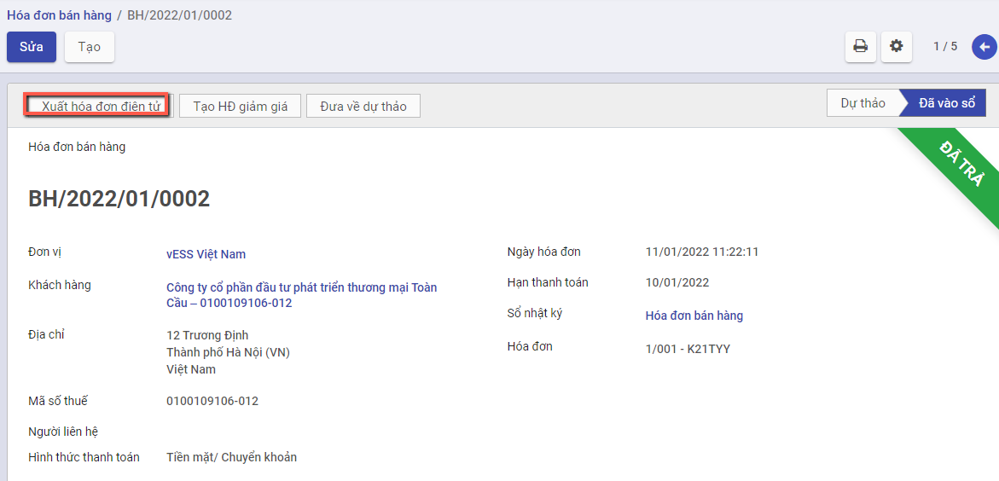 Hóa đơn bán hàng / BH/2022/01/0002
Sửa Tạo 1 / 5
Xuất hóa đơn điện tử Tạo HĐ giảm giá Đưa về dự thảo Dự thảo Đã vào sổ
Hóa đơn bán hàng
ĐÃ TRẢ
BH/2022/01/0002
Đơn vị vESS Việt Nam Ngày hóa đơn 11/01/2022 11:22:11
Khách hàng Công ty cổ phần đầu tư phát triển thương mại Toàn Hạn thanh toán 10/01/2022
Cầu – 0100109106-012
Sổ nhật ký Hóa đơn bán hàng
Địa chỉ 12 Trương Định
Hóa đơn 1/001 - K21TYY
Thành phố Hà Nội (VN)
Việt Nam
Mã số thuế 0100109106-012
Người liên hệ
Hình thức thanh toán Tiền mặt/ Chuyển khoản